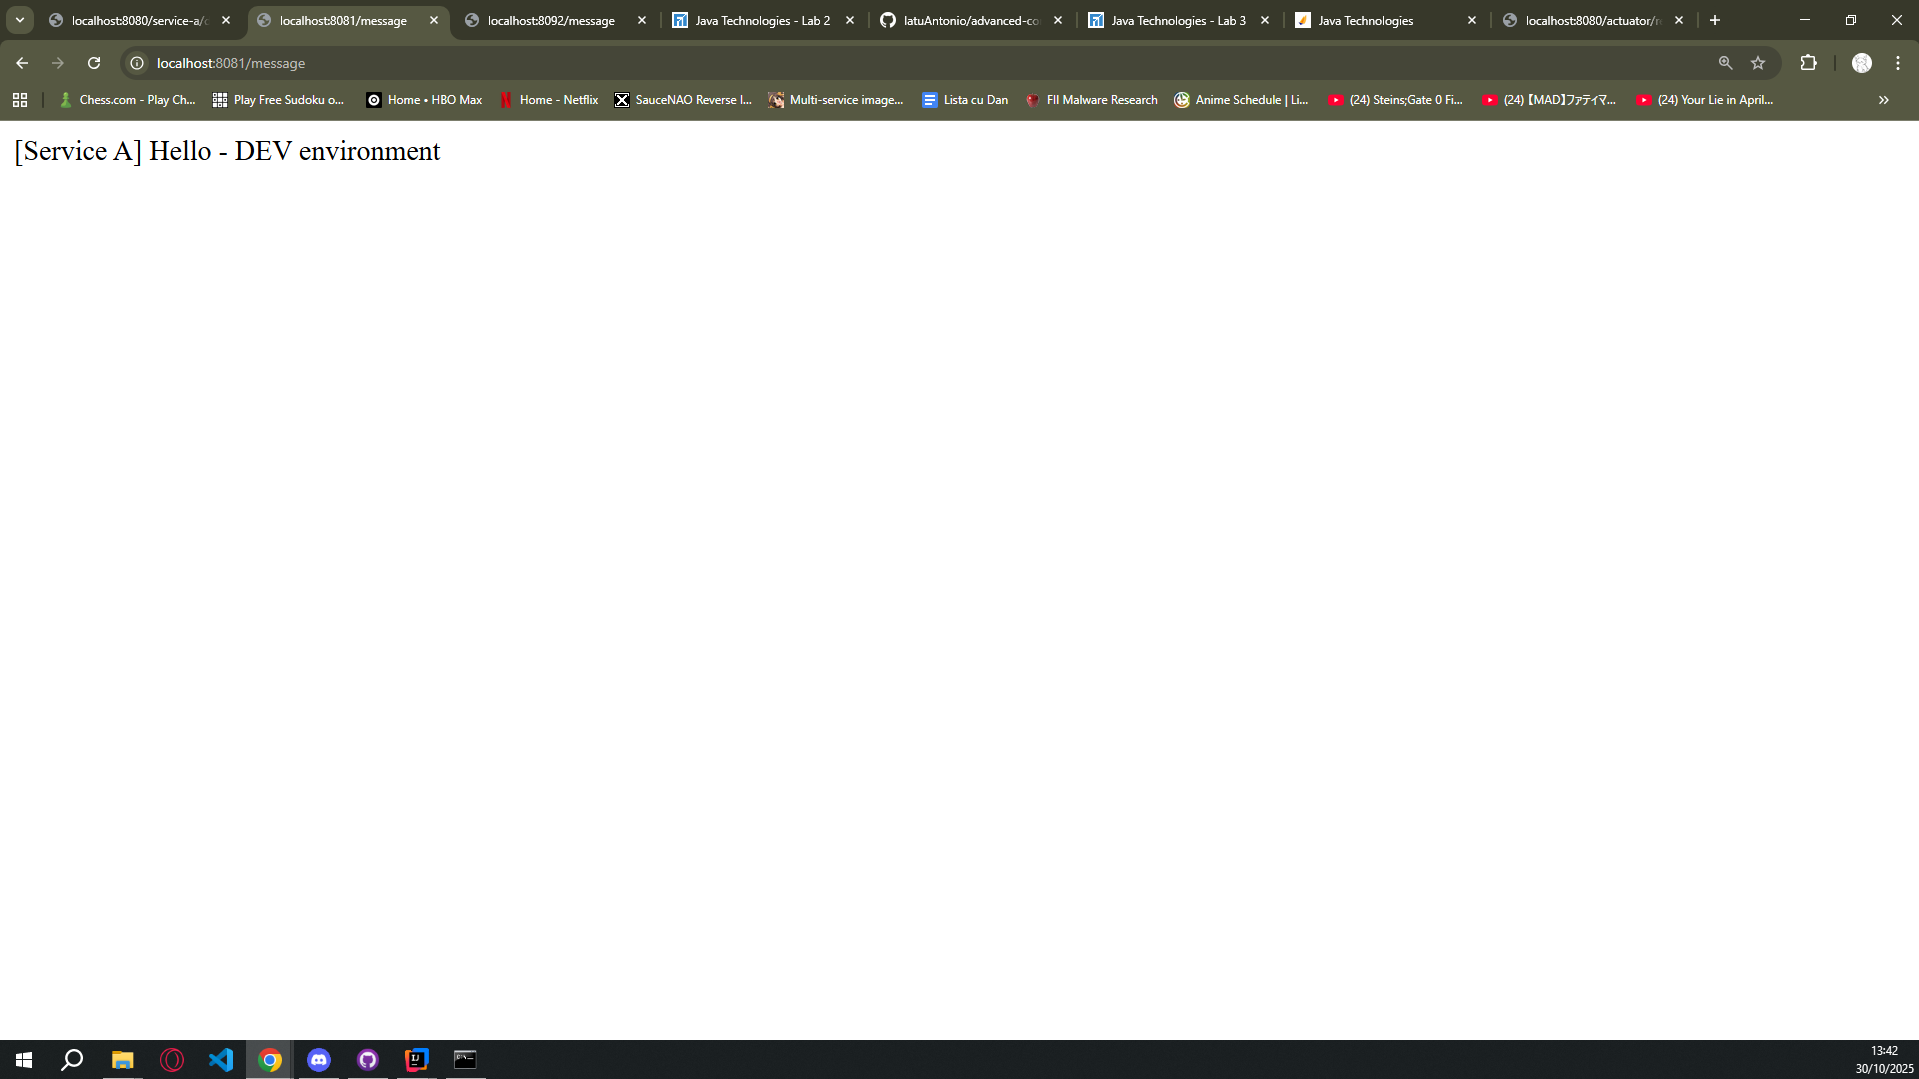 localhost:8080/service-a/
localhost:8081/message
localhost:8092/message
Java Technologies - Lab 2
latuAntonio/advanced-co
Java Technologies - Lab 3
Java Technologies
localhost:8080/actuator/
localhost:8081/message
Chess.com - Play Ch...
Play Free Sudoku o...
Home • HBO Max
Home - Netflix
SauceNAO Reverse I...
Multi-service image...
Lista cu Dan
FII Malware Research
Anime Schedule | Li...
(24) Steins;Gate 0 Fi...
(24) 【MAD】ファティマ...
(24) Your Lie in April...
[Service A] Hello - DEV environment
13:42
30/10/2025